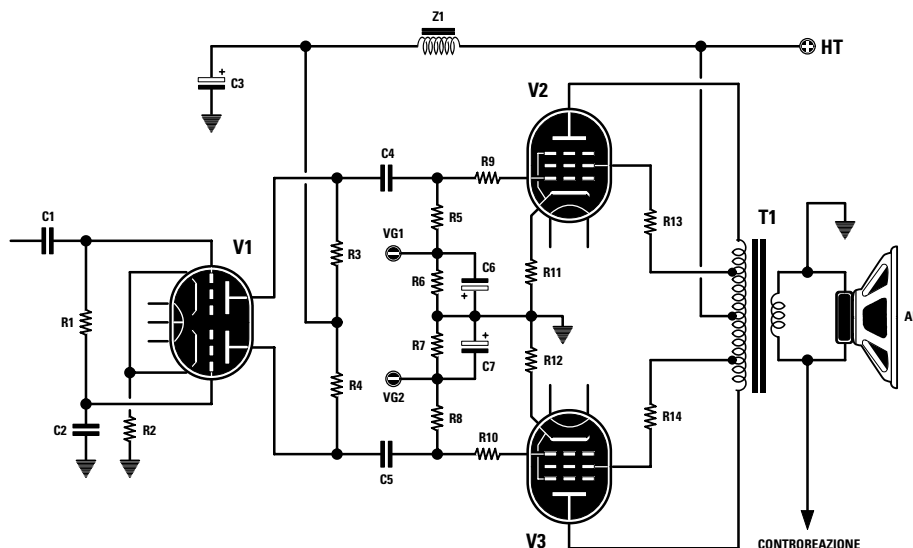 Z1
HT
+
C3
V2
C4
R9
C1
V1
R5
R13
T1
VG1
R3
C6
R11
R6
+
R1
+
R7
R12
C7
R4
VG2
R8
R14
C2
R2
R10
C5
V3
CONTROREAZIONE